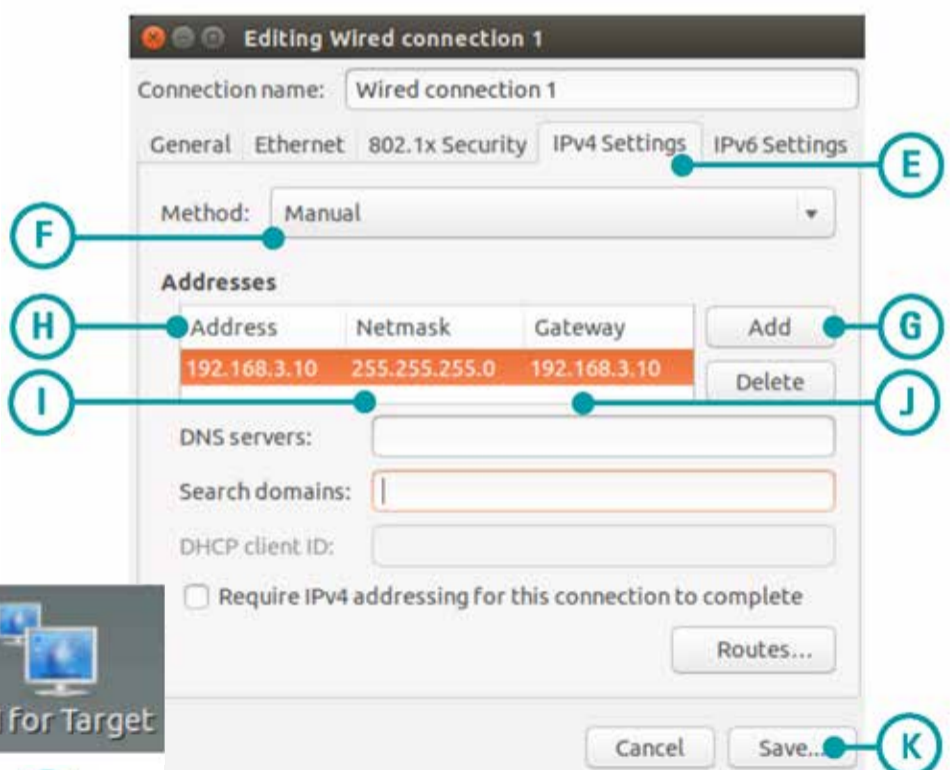 Editing Wired connection 1
Connection name: Wired connection 1
General Ethernet 802.1x Security IPv4 Settings IPv6 Settings
E
Method: Manual
F
Addresses
H Address Netmask Gateway Add G
192.168.3.10 255.255.255.0 192.168.3.10
Delete
I J
DNS servers:
Search domains:
DHCP client ID:
Require IPv4 addressing for this connection to complete
Routes...
for Target
Cancel Save... K